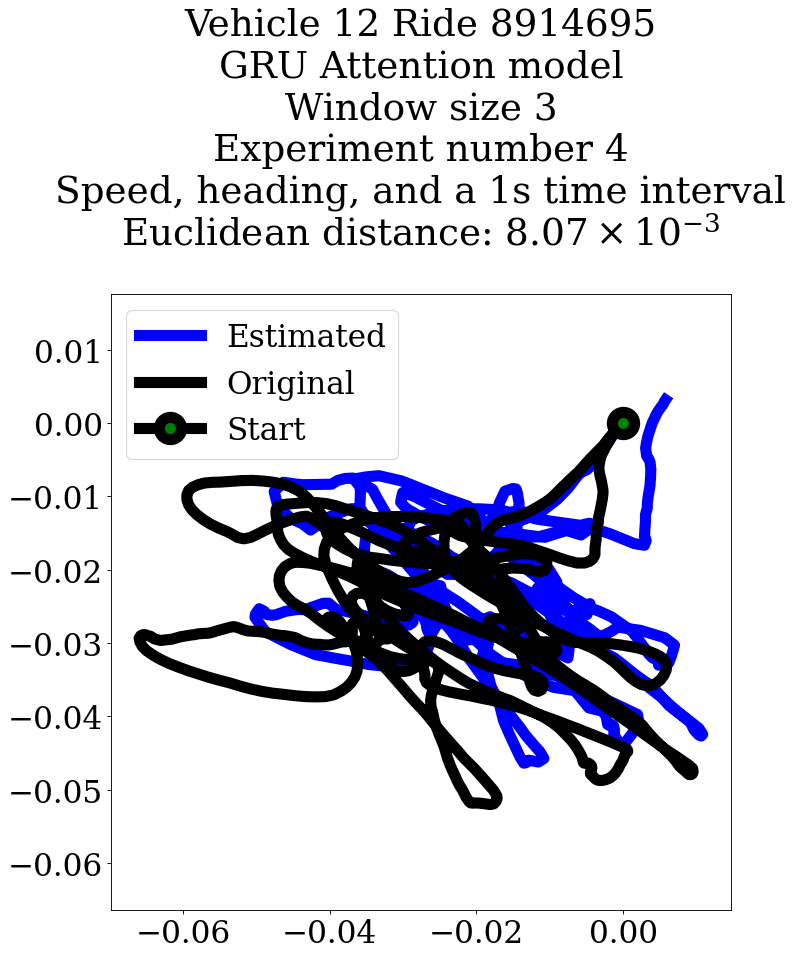 Vehicle 12 Ride 8914695
GRU Attention model
Window size 3
Experiment number 4
Speed, heading, and a 1s time interval
Euclidean distance: 8.07 × 10⁻³
Estimated
Original
Start
0.01
0.00
−0.01
−0.02
−0.03
−0.04
−0.05
−0.06
−0.06 −0.04 −0.02 0.00